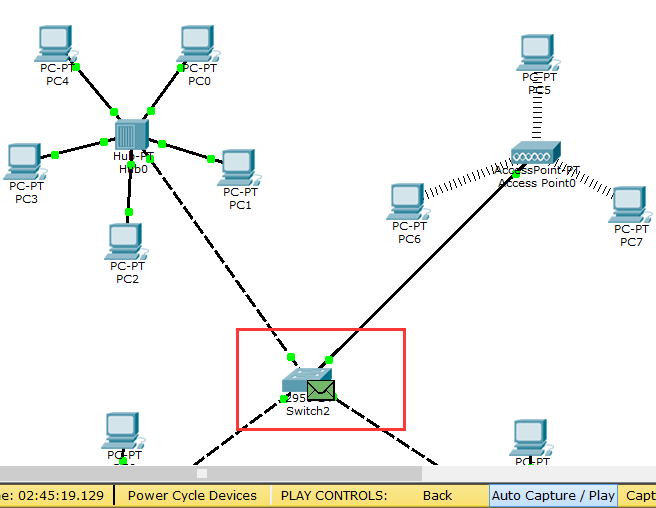 PC-PT
PC4
PC-PT
PC0
PC-PT
PC5
Hub-PT
Hub0
AccessPoint-PT
Access Point0
PC-PT
PC3
PC-PT
PC1
PC-PT
PC6
PC-PT
PC7
PC-PT
PC2
Switch2
PC-PT
PC-PT
ne: 02:45:19.129 Power Cycle Devices PLAY CONTROLS: Back Auto Capture / Play Capt